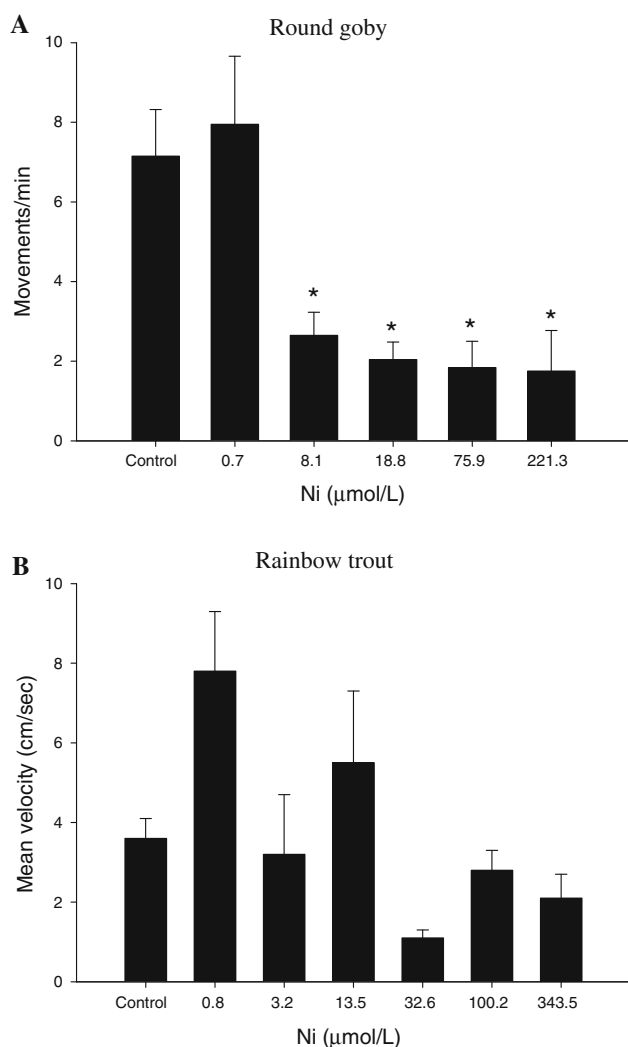 A
Round goby
10
8
6
4
2
0
Movements/min
* * * *
Control 0.7 8.1 18.8 75.9 221.3
Ni (μmol/L)
B
Rainbow trout
10
8
6
4
2
0
Mean velocity (cm/sec)
Control 0.8 3.2 13.5 32.6 100.2 343.5
Ni (μmol/L)